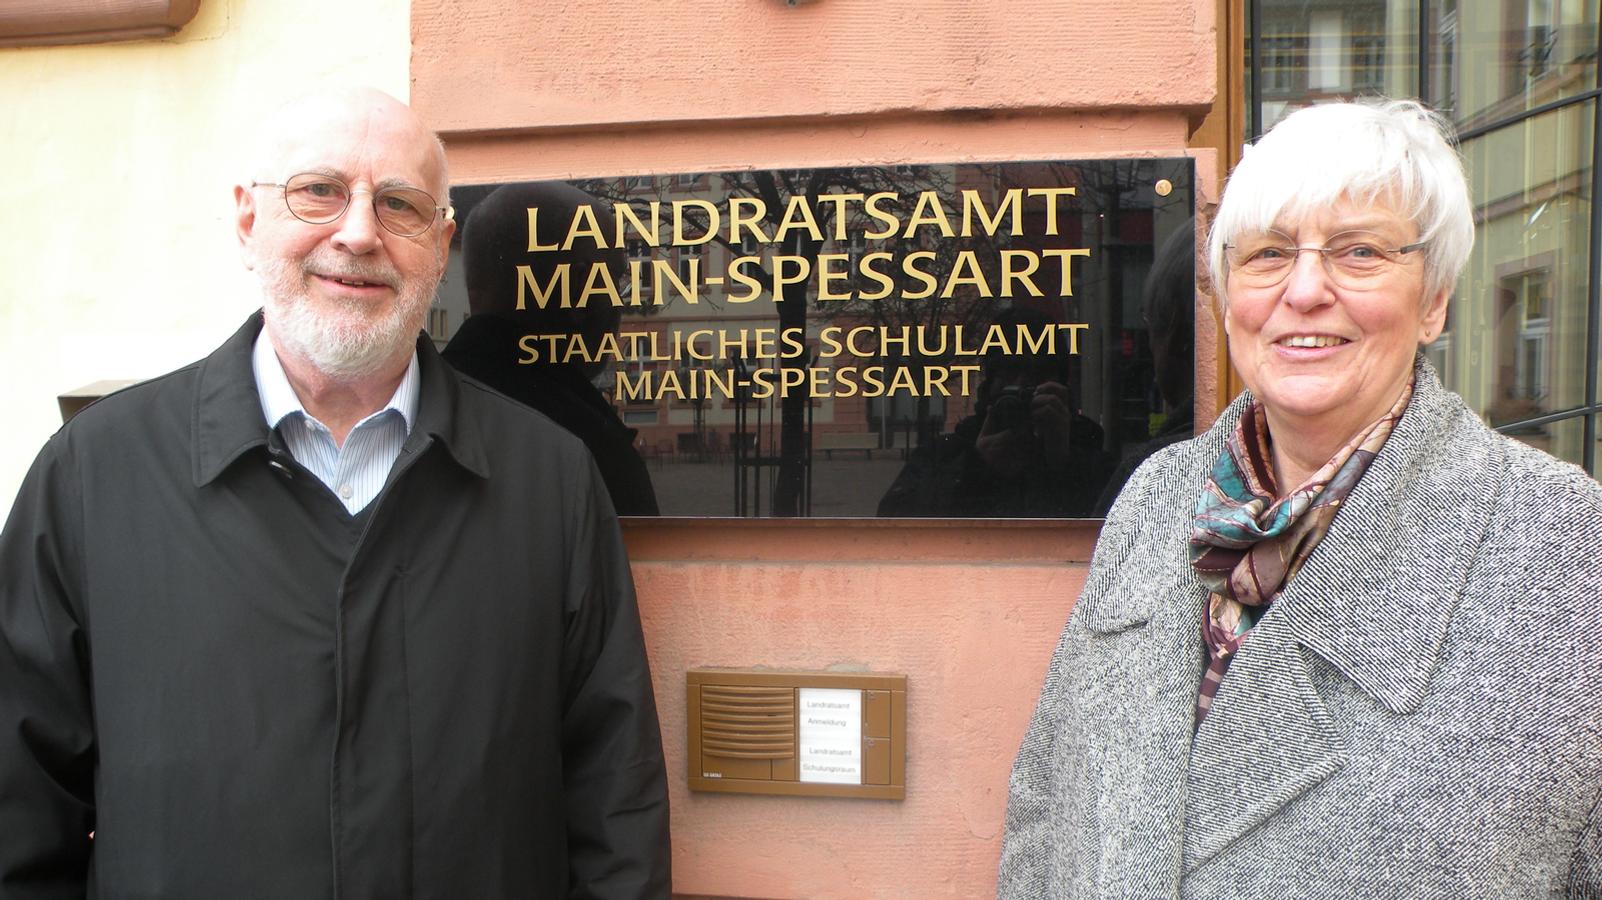 LANDRATSAMT
MAIN-SPESSART
STAATLICHES SCHULAMT
MAIN-SPESSART
Landratsamt
Anmeldung
Landratsamt
Schulungsraum